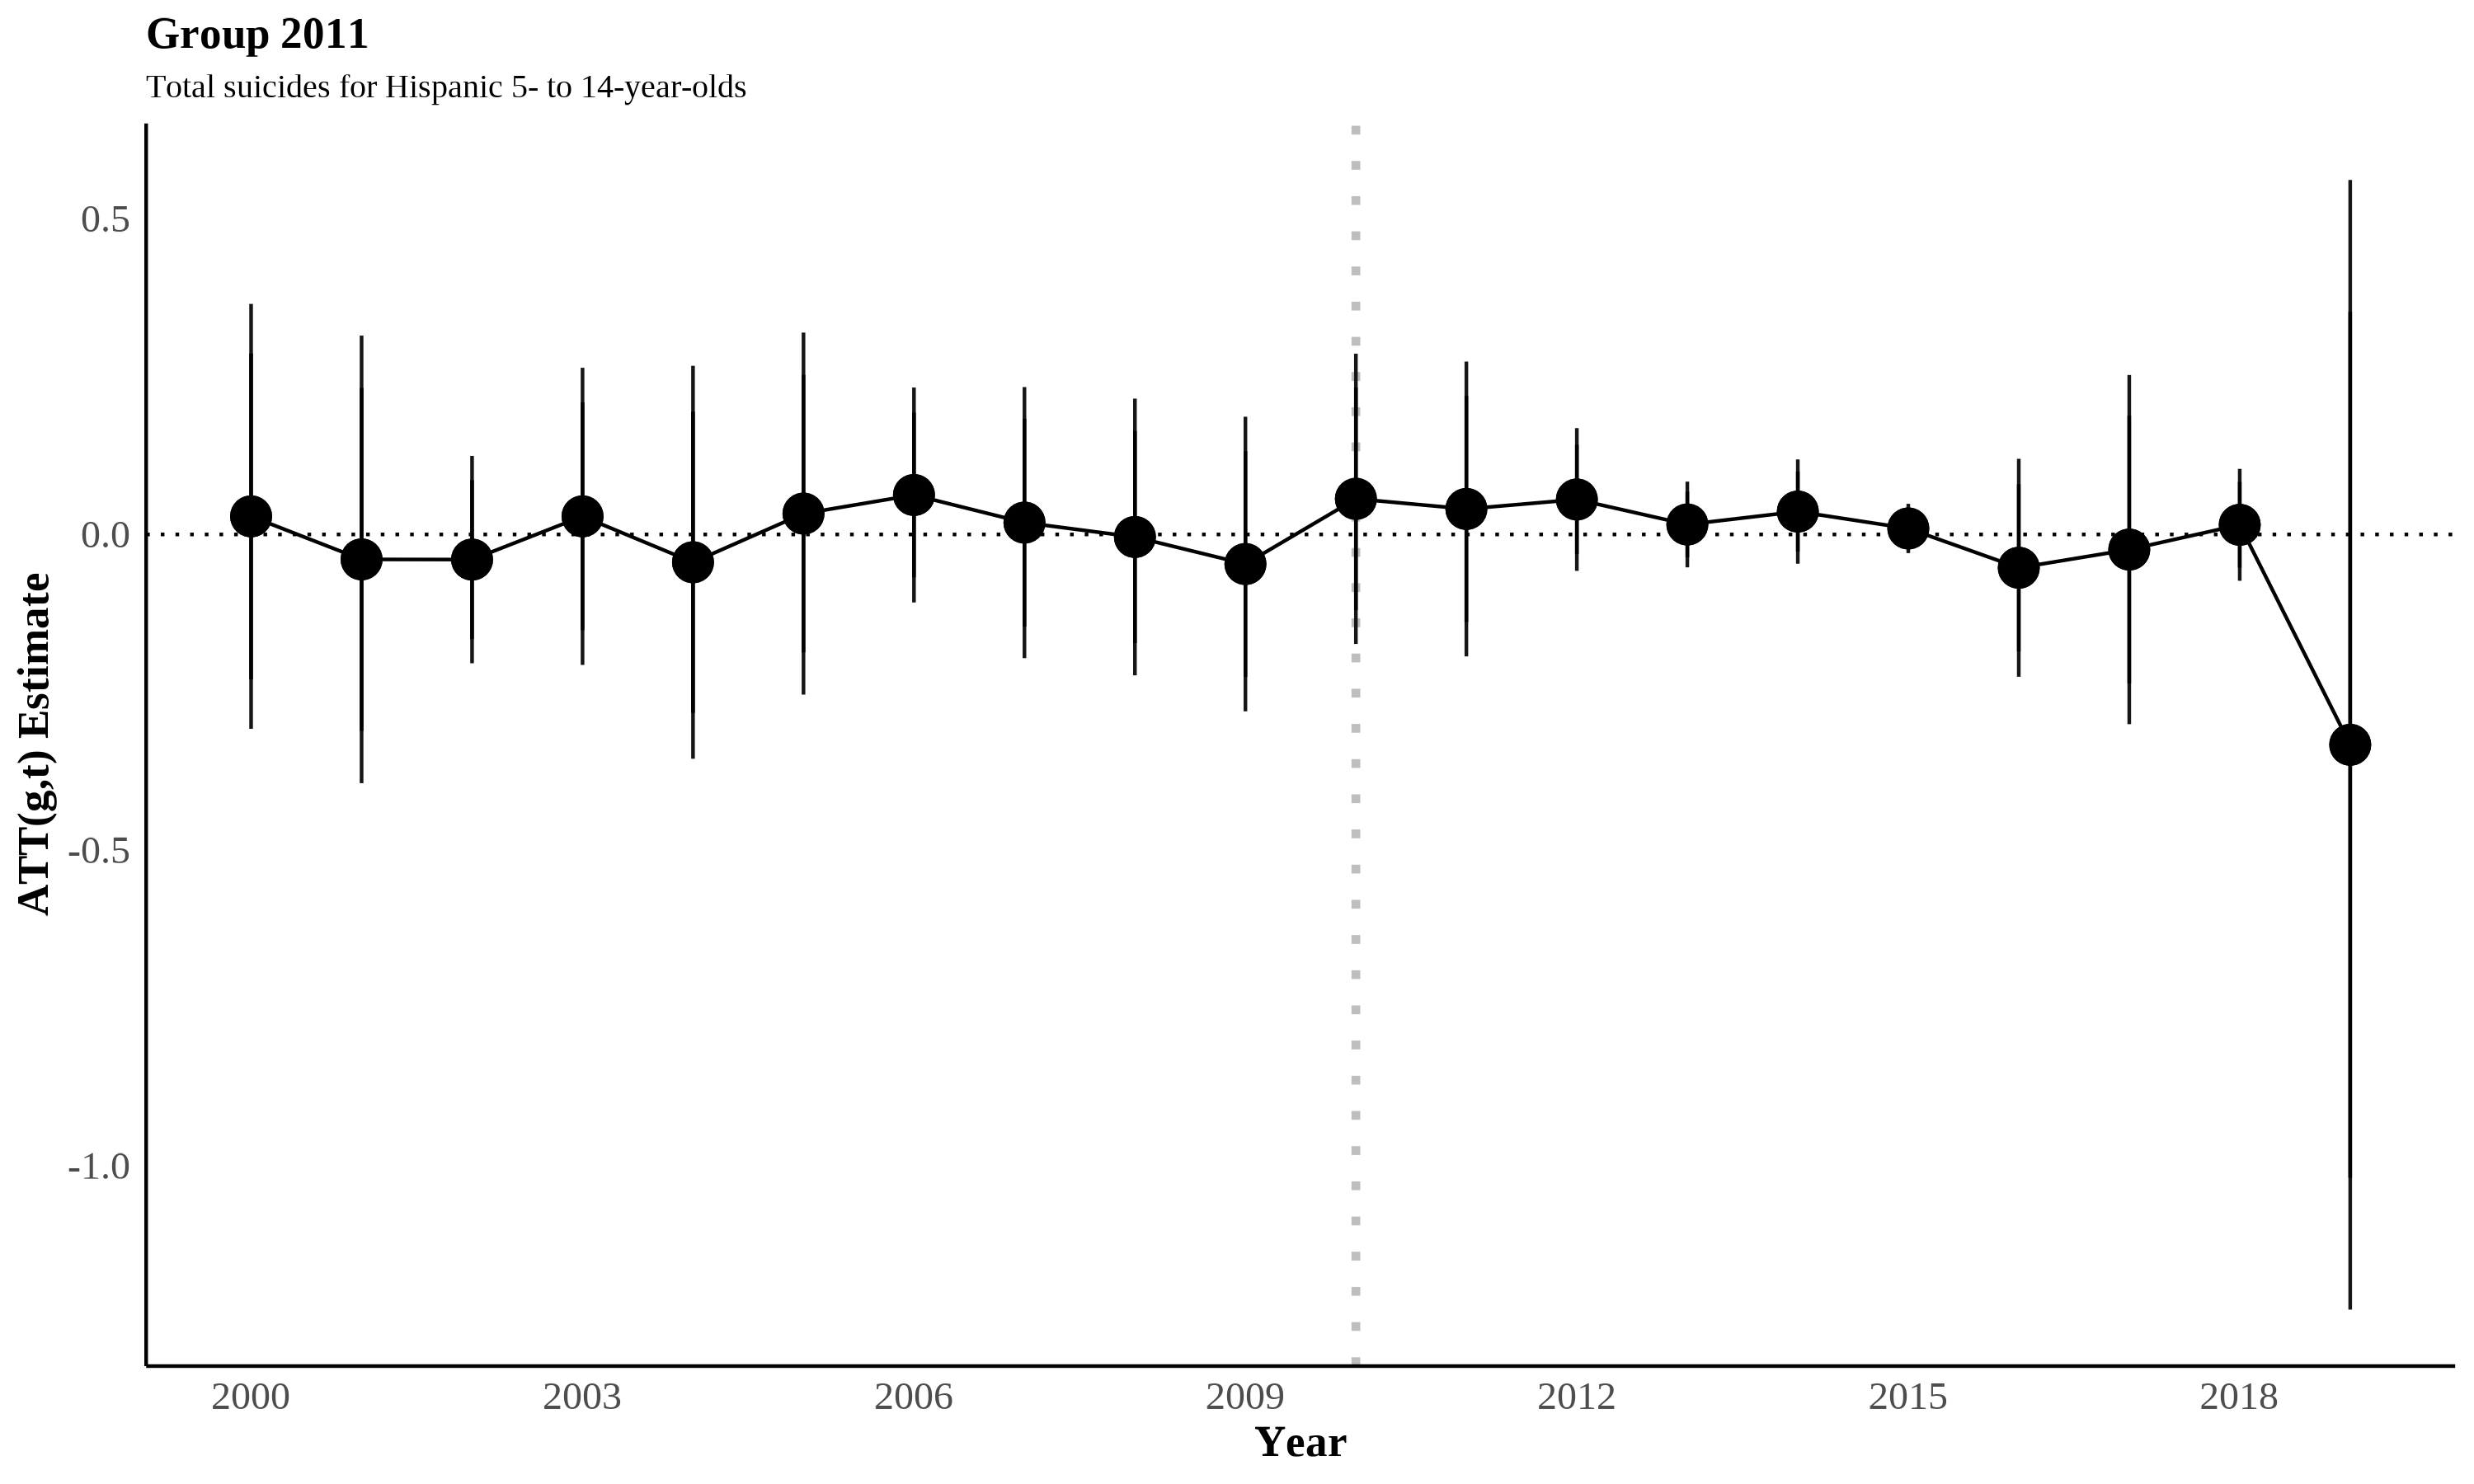 Group 2011
Total suicides for Hispanic 5- to 14-year-olds
ATT(g,t) Estimate
0.5
0.0
-0.5
-1.0
2000 2003 2006 2009 2012 2015 2018
Year